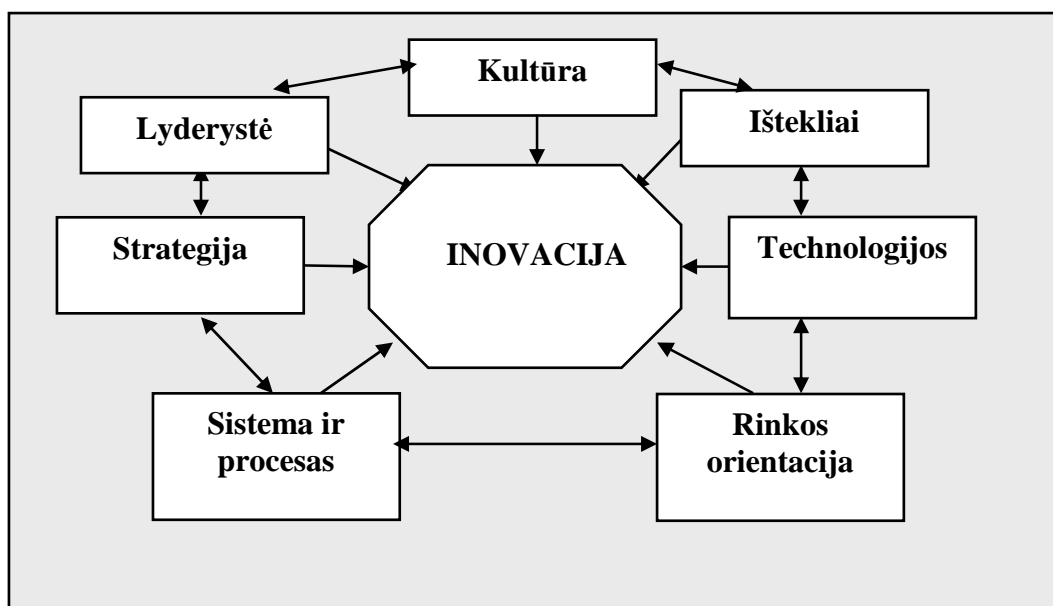 Kultūra
Lyderystė
Ištekliai
Strategija
INOVACIJA
Technologijos
Sistema ir
procesas
Rinkos
orientacija